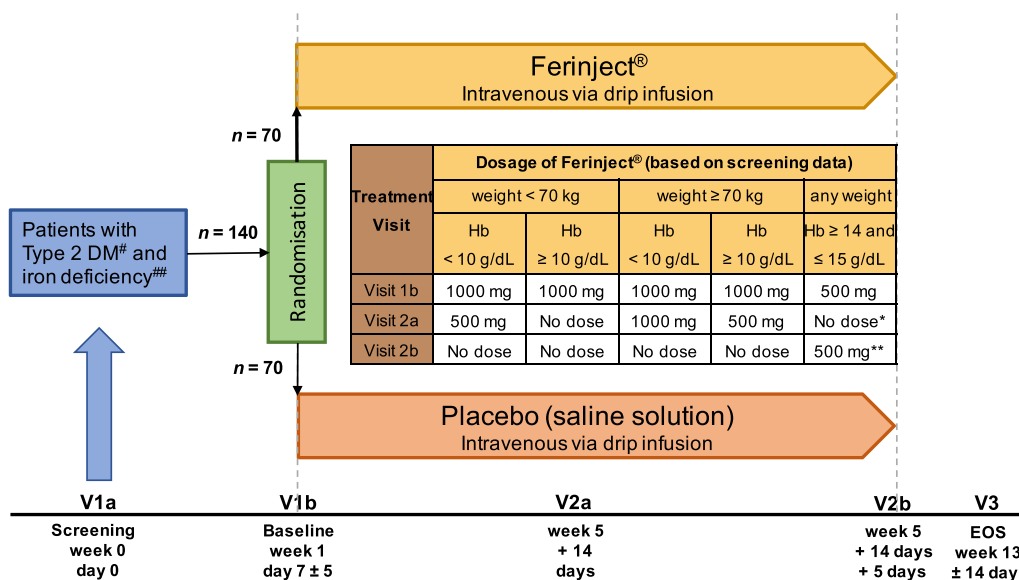 Ferinject®
Intravenous via drip infusion
n = 70
Patients with
Type 2 DM# and
iron deficiency##
n = 140
Randomisation
n = 70
Treatment
Visit
Dosage of Ferinject® (based on screening data)
weight < 70 kg
weight ≥ 70 kg
any weight
Hb
< 10 g/dL
Hb
≥ 10 g/dL
Hb
< 10 g/dL
Hb
≥ 10 g/dL
Hb ≥ 14 and
≤ 15 g/dL
Visit 1b 1000 mg 1000 mg 1000 mg 1000 mg 500 mg
Visit 2a 500 mg No dose 1000 mg 500 mg No dose*
Visit 2b No dose No dose No dose No dose 500 mg**
Placebo (saline solution)
Intravenous via drip infusion
V1a
Screening
week 0
day 0
V1b
Baseline
week 1
day 7 ± 5
V2a
week 5
+ 14
days
V2b
week 5
+ 14 days
+ 5 days
V3
EOS
week 13
± 14 day